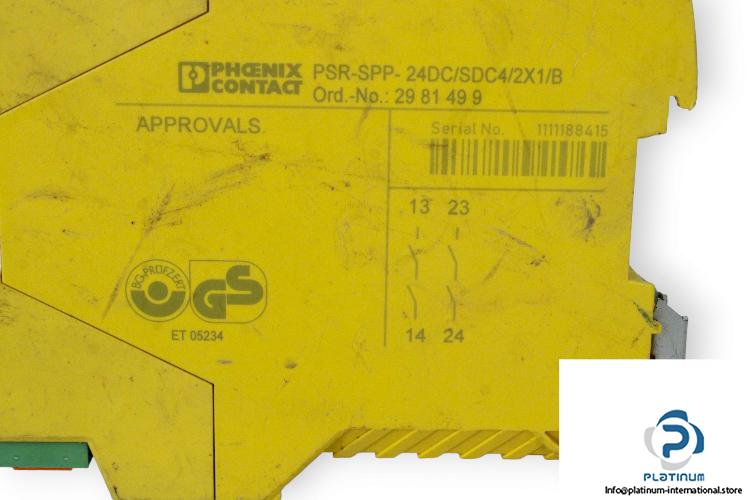 PHŒNIX
CONTACT
PSR-SPP- 24DC/SDC4/2X1/B
Ord.-No.: 29 81 49 9
APPROVALS
Serial No. 1111188415
13 23
14 24
BG-PRÜFZERT
GS
ET 05234
PLATINUM
Info@platinum-international.store